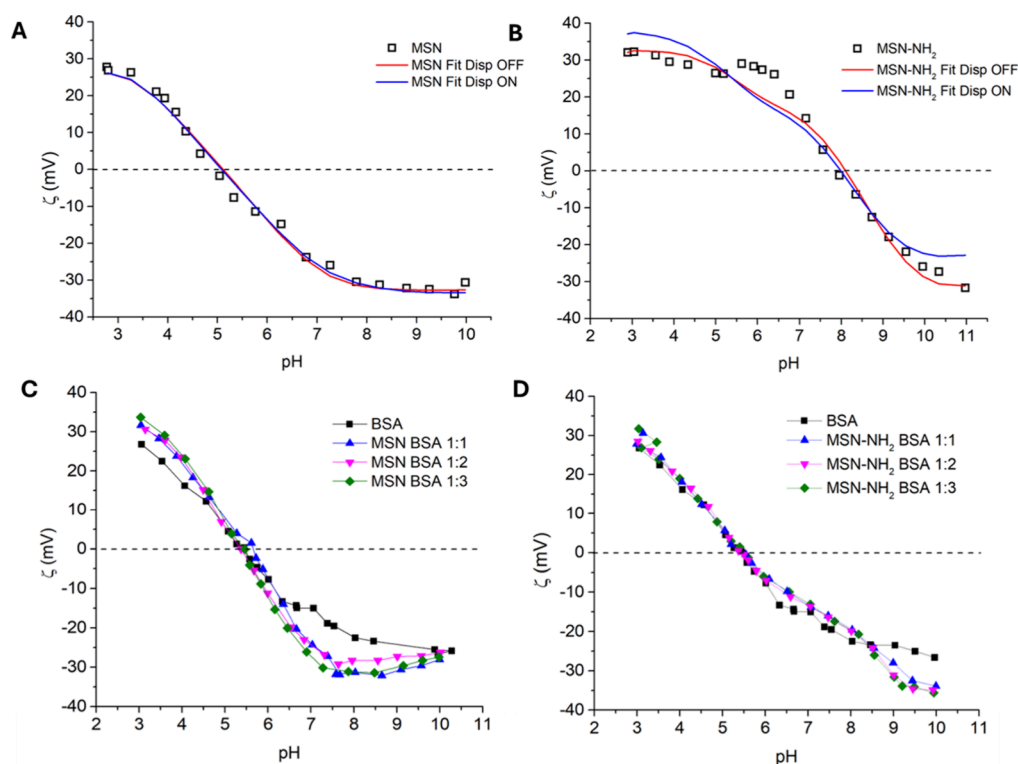 A
40
30
20
10
0
-10
-20
-30
-40
ζ (mV)
MSN
MSN Fit Disp OFF
MSN Fit Disp ON
3 4 5 6 7 8 9 10
pH
B
40
30
20
10
0
-10
-20
-30
-40
ζ (mV)
MSN-NH₂
MSN-NH₂ Fit Disp OFF
MSN-NH₂ Fit Disp ON
2 3 4 5 6 7 8 9 10 11
pH
C
40
30
20
10
0
-10
-20
-30
-40
ζ (mV)
BSA
MSN BSA 1:1
MSN BSA 1:2
MSN BSA 1:3
2 3 4 5 6 7 8 9 10 11
pH
D
40
30
20
10
0
-10
-20
-30
-40
ζ (mV)
BSA
MSN-NH₂ BSA 1:1
MSN-NH₂ BSA 1:2
MSN-NH₂ BSA 1:3
2 3 4 5 6 7 8 9 10 11
pH